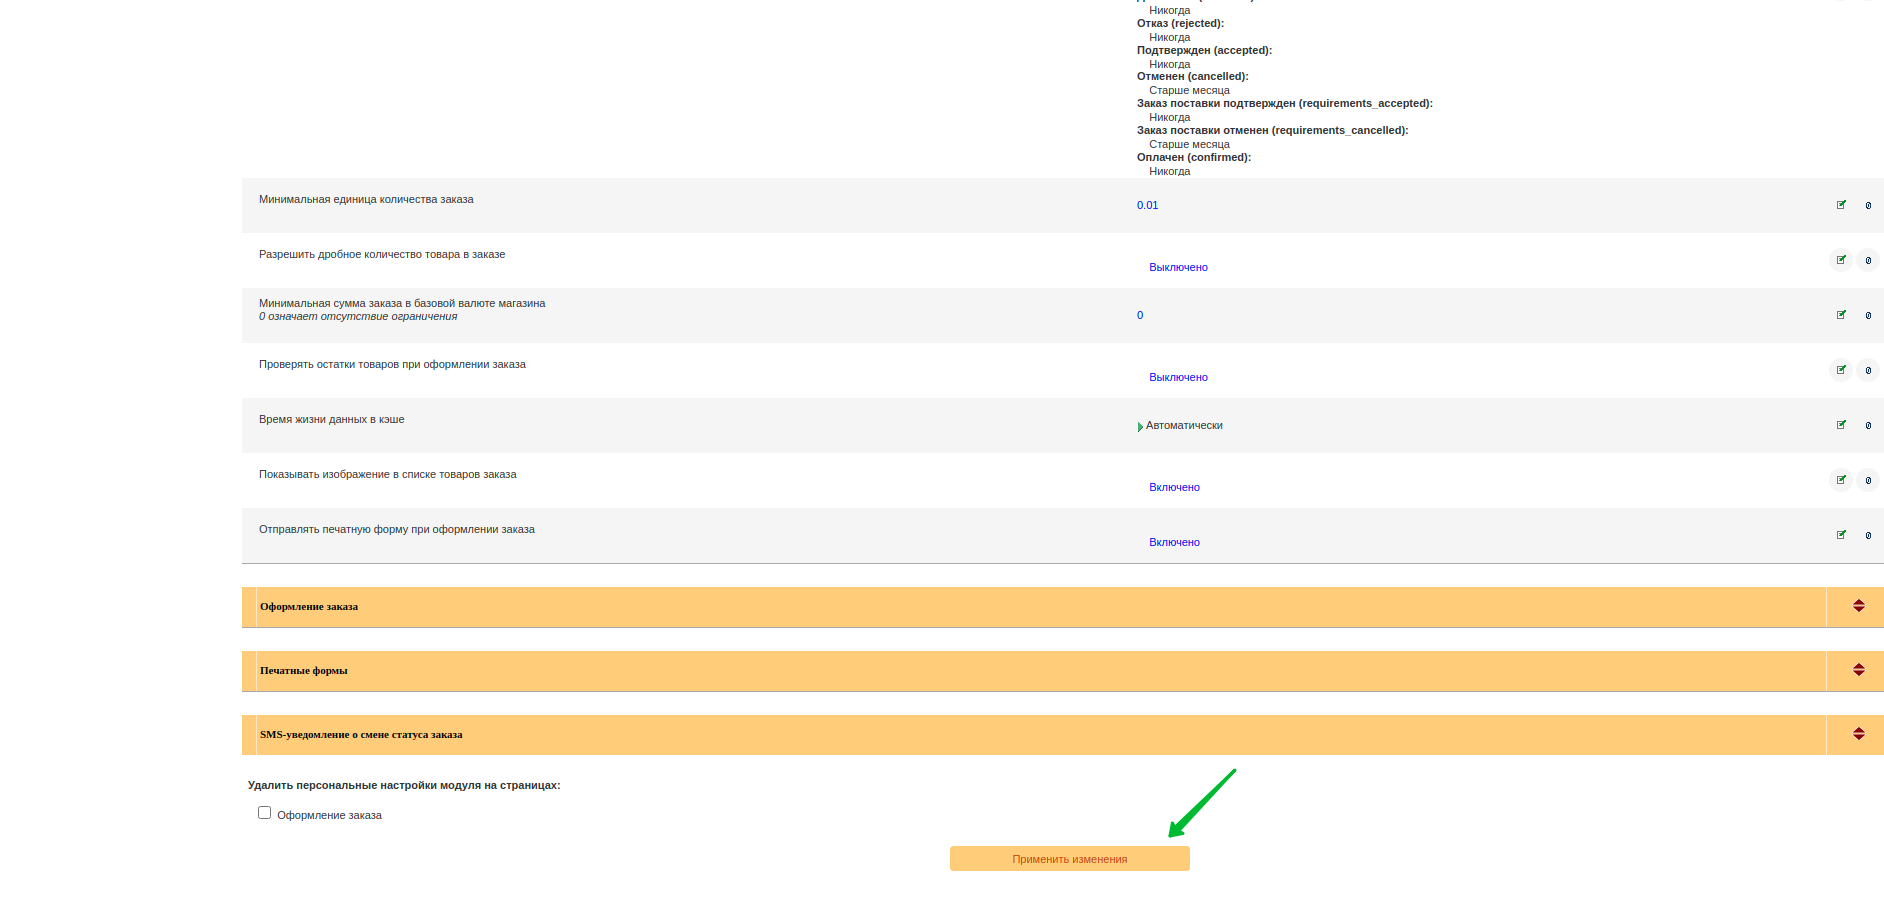 Никогда
Отказ (rejected):
Никогда
Подтвержден (accepted):
Никогда
Отменен (cancelled):
Старше месяца
Заказ поставки подтвержден (requirements_accepted):
Никогда
Заказ поставки отменен (requirements_cancelled):
Старше месяца
Оплачен (confirmed):
Никогда
Минимальная единица количества заказа
0.01
Разрешить дробное количество товара в заказе
Выключено
Минимальная сумма заказа в базовой валюте магазина
0 означает отсутствие ограничения
0
Проверять остатки товаров при оформлении заказа
Выключено
Время жизни данных в кэше
Автоматически
Показывать изображение в списке товаров заказа
Включено
Отправлять печатную форму при оформлении заказа
Включено
Оформление заказа
Печатные формы
SMS-уведомление о смене статуса заказа
Удалить персональные настройки модуля на страницах:
Оформление заказа
Применить изменения